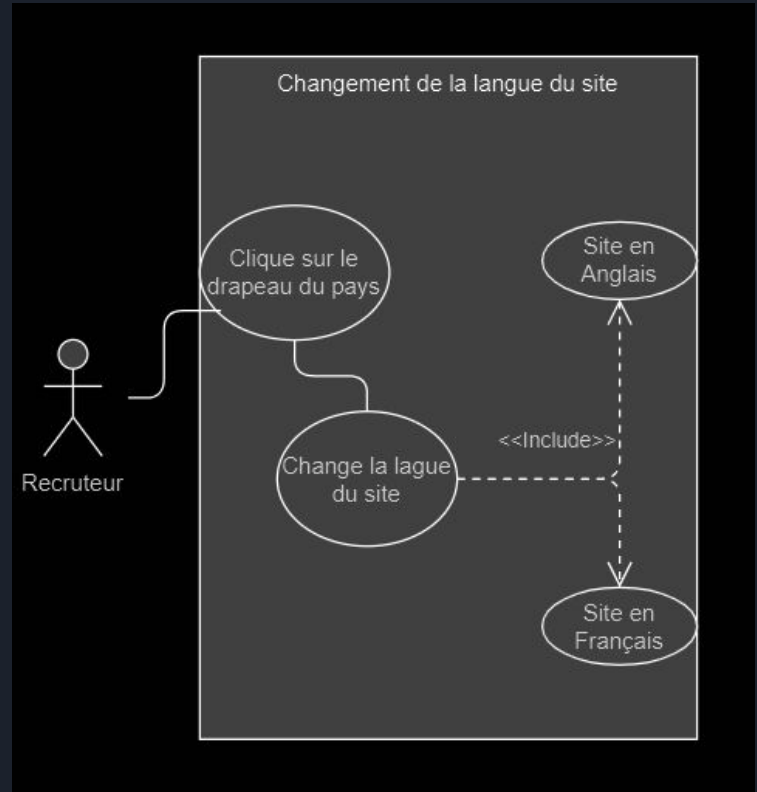 Changement de la langue du site
Clique sur le
drapeau du pays
Site en
Anglais
Recruteur
<<Include>>
Change la lague
du site
Site en
Français